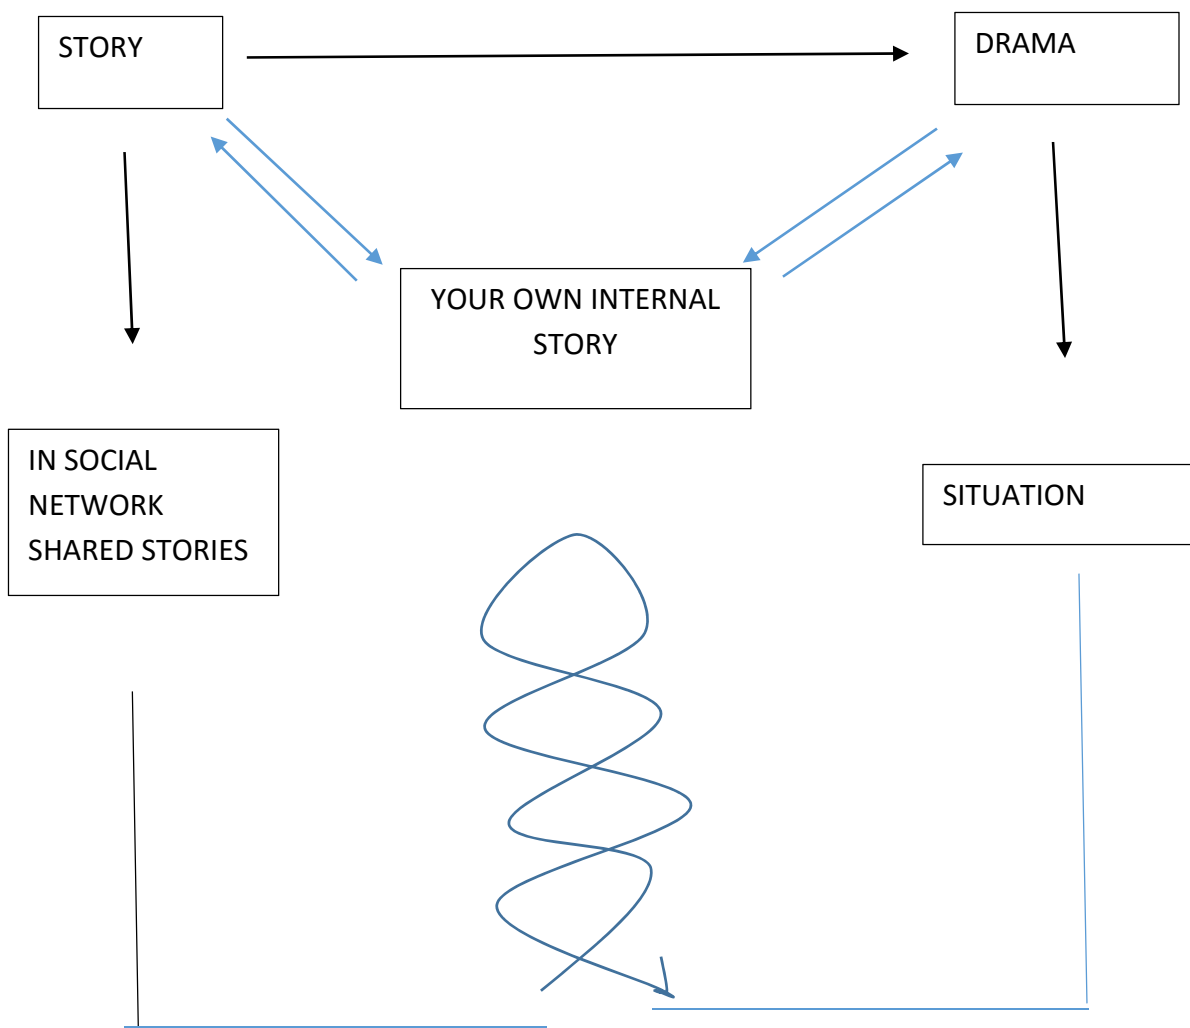 STORY
DRAMA
YOUR OWN INTERNAL
STORY
IN SOCIAL
NETWORK
SHARED STORIES
SITUATION